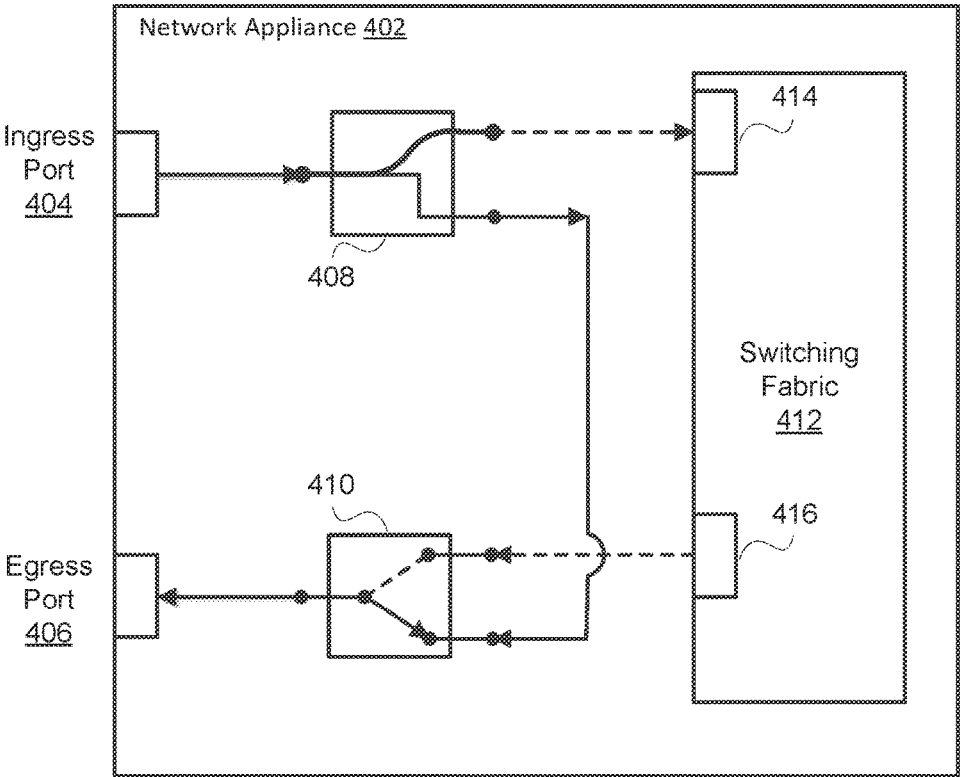 Network Appliance 402
Ingress
Port
404
408
414
Switching
Fabric
412
410
416
Egress
Port
406